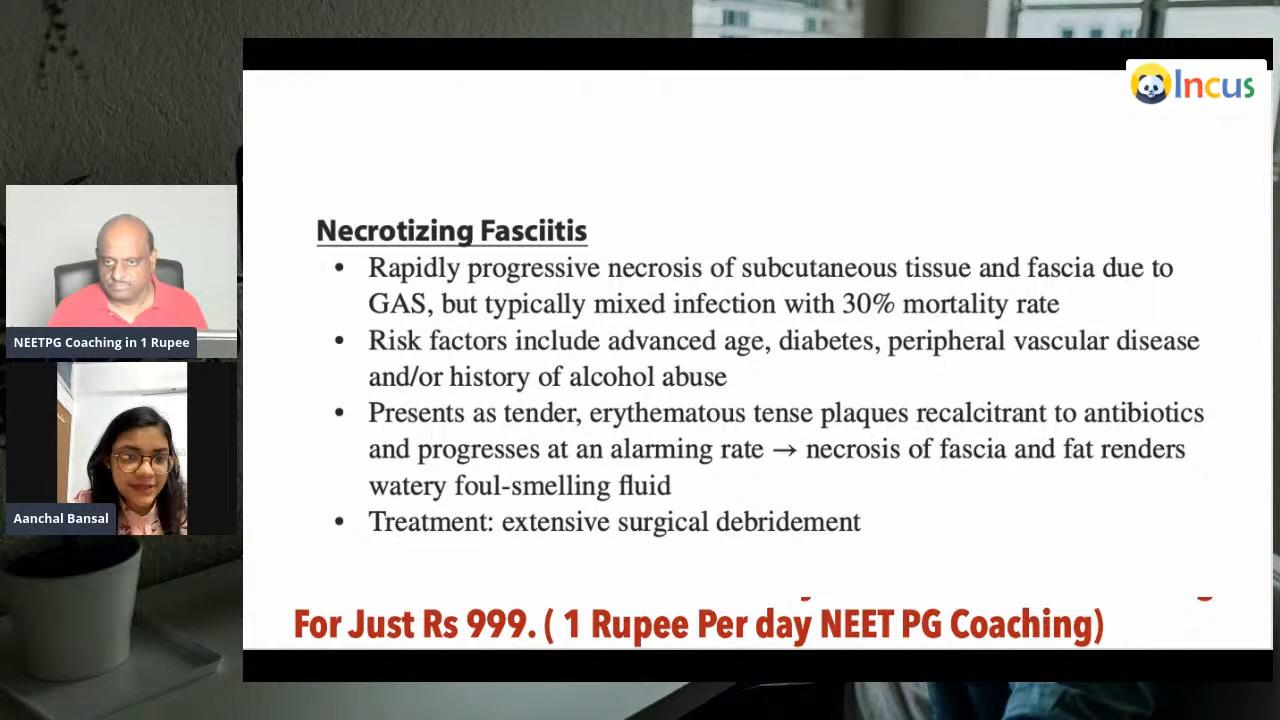 Incus
Necrotizing Fasciitis
• Rapidly progressive necrosis of subcutaneous tissue and fascia due to
GAS, but typically mixed infection with 30% mortality rate
• Risk factors include advanced age, diabetes, peripheral vascular disease
and/or history of alcohol abuse
• Presents as tender, erythematous tense plaques recalcitrant to antibiotics
and progresses at an alarming rate → necrosis of fascia and fat renders
watery foul-smelling fluid
• Treatment: extensive surgical debridement
For Just Rs 999. ( 1 Rupee Per day NEET PG Coaching)
NEETPG Coaching in 1 Rupee
Aanchal Bansal